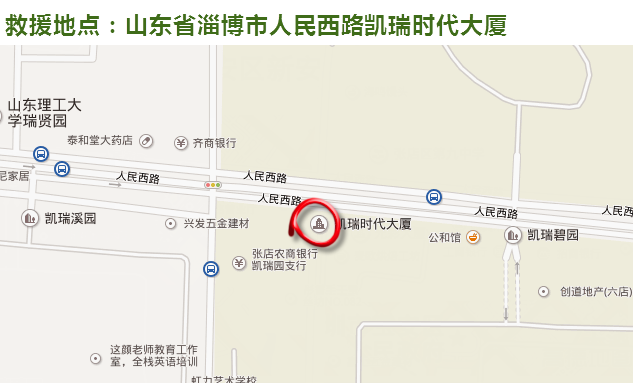 救援地点：山东省淄博市人民西路凯瑞时代大厦
山东理工大
学瑞贤园
泰和堂大药店
齐商银行
尼家居
人民西路
人民西路
人民西路
人民西路
人民西
凯瑞溪园
兴发五金建材
凯瑞时代大厦
公和馆
凯瑞碧园
张店农商银行
凯瑞园支行
创道地产(六店)
这颜老师教育工作
室，全栈英语培训
虹力艺术学校